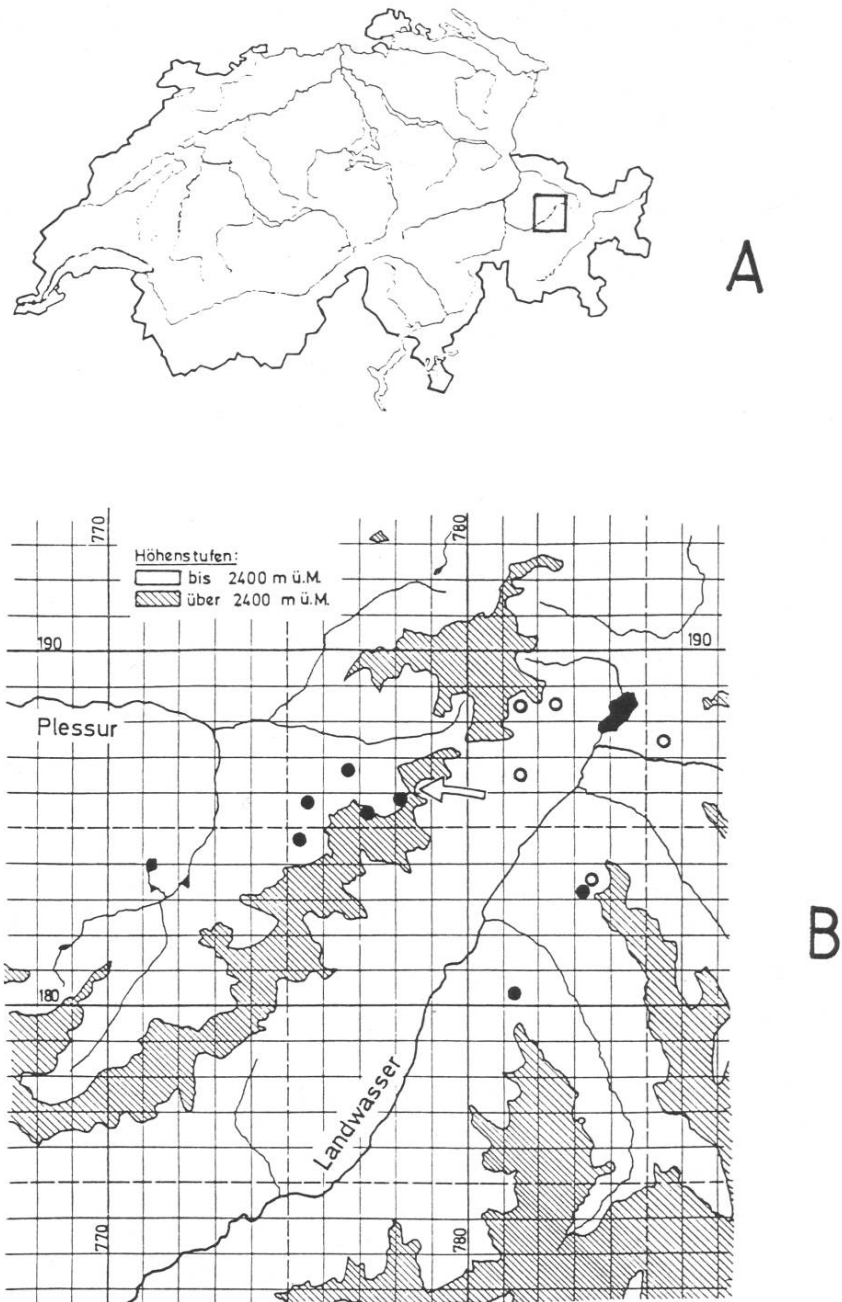 A
770
780
Höhenstufen:
bis 2400 m ü.M.
über 2400 m ü.M.
190
190
Plessur
B
180
Landwasser
770
780